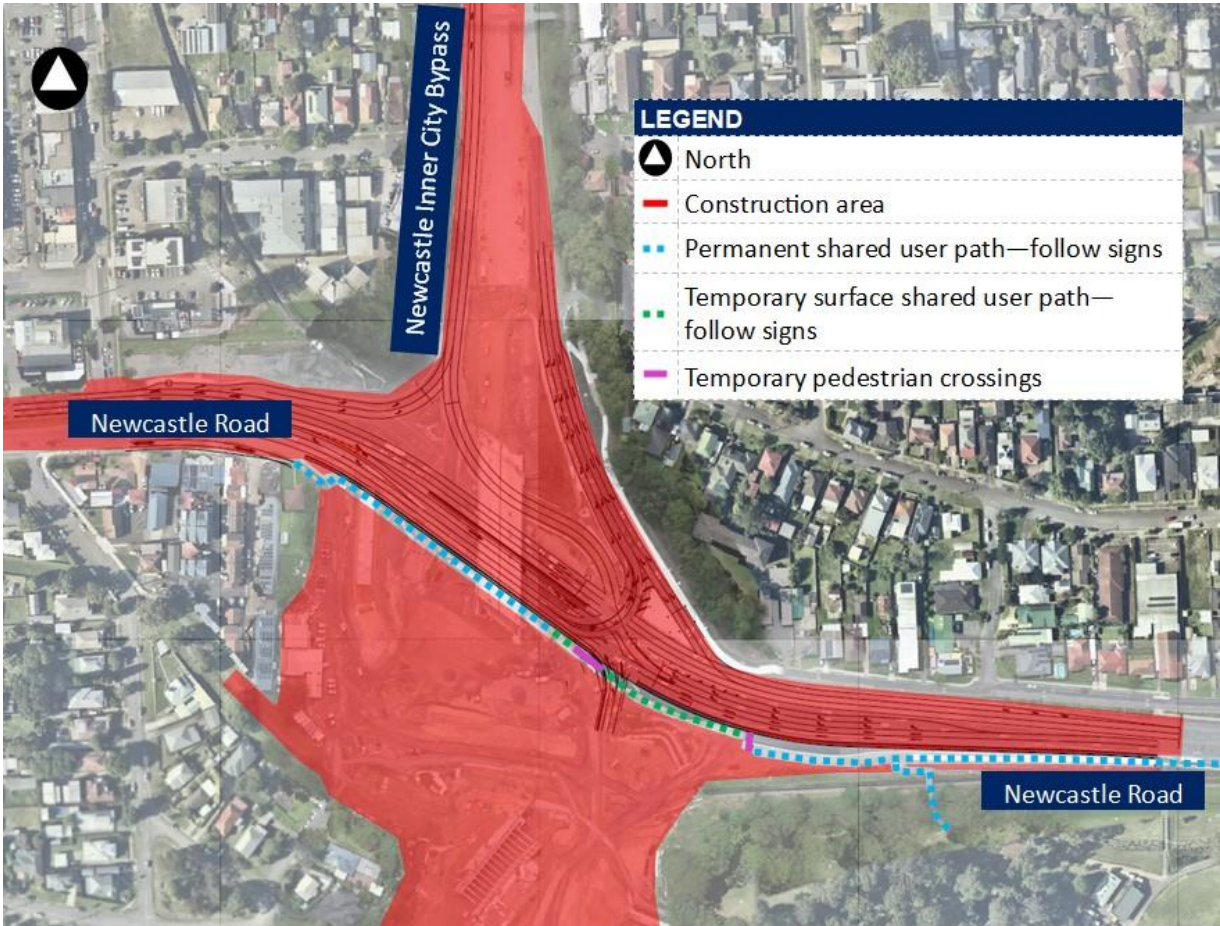 Newcastle Inner City Bypass
LEGEND
North
Construction area
Permanent shared user path—follow signs
Temporary surface shared user path—
follow signs
Temporary pedestrian crossings
Newcastle Road
Newcastle Road